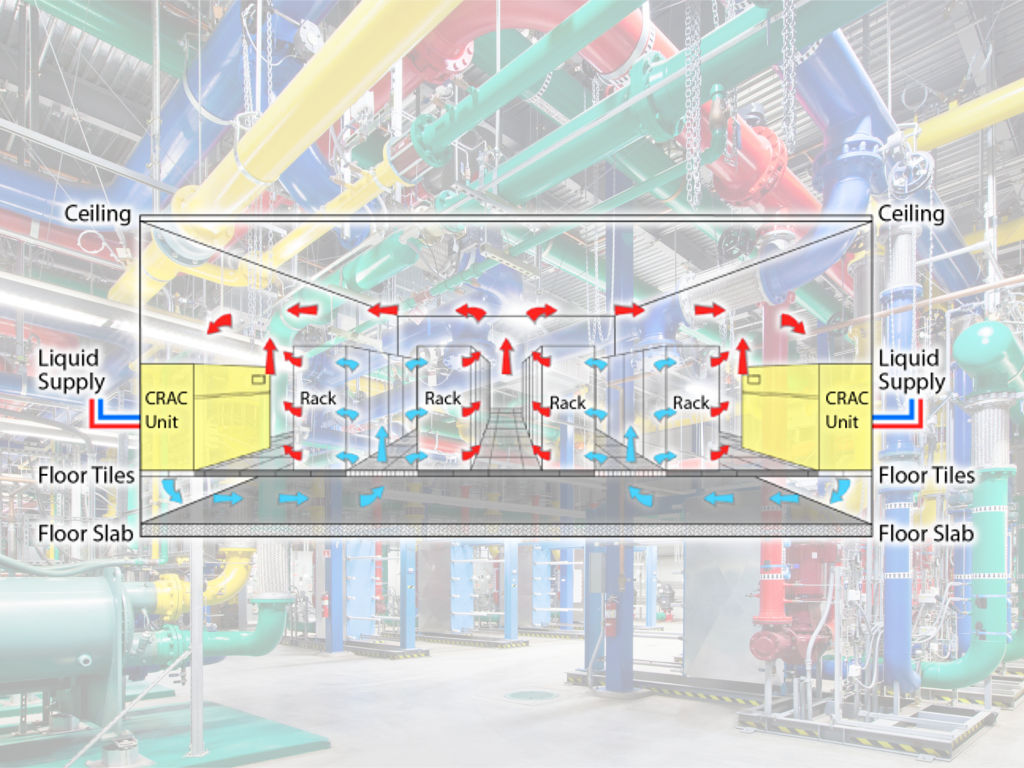 Ceiling
Ceiling
Liquid
Supply
Liquid
Supply
CRAC
Unit
Rack
Rack
Rack
Rack
CRAC
Unit
Floor Tiles
Floor Tiles
Floor Slab
Floor Slab